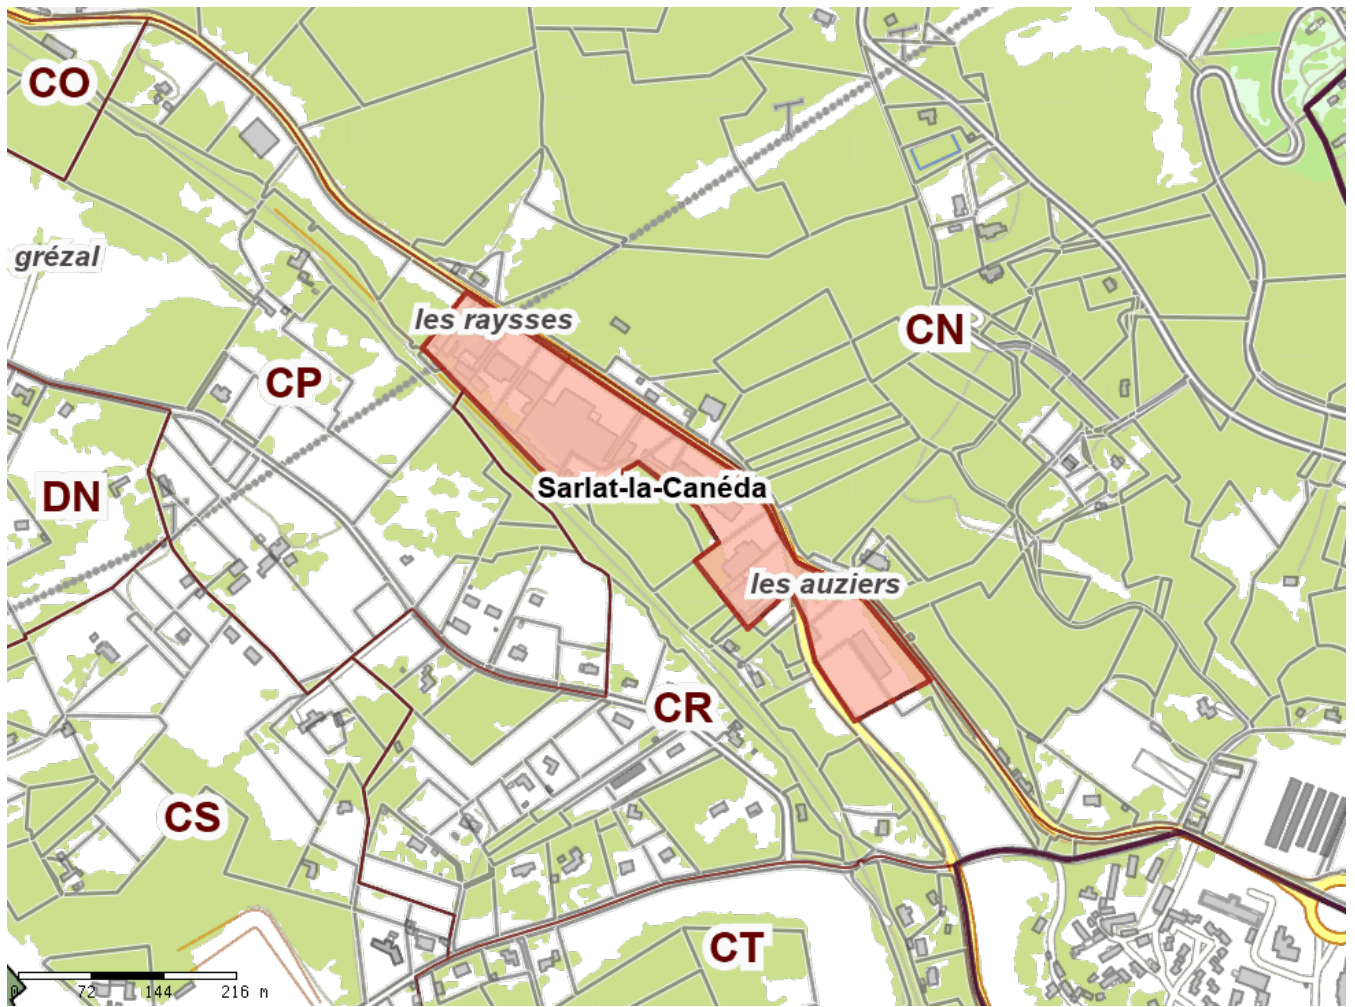 CO
grézal
les raysses
CN
CP
DN
Sarlat-la-Canéda
les auziers
CR
CS
CT
0 72 144 216 m